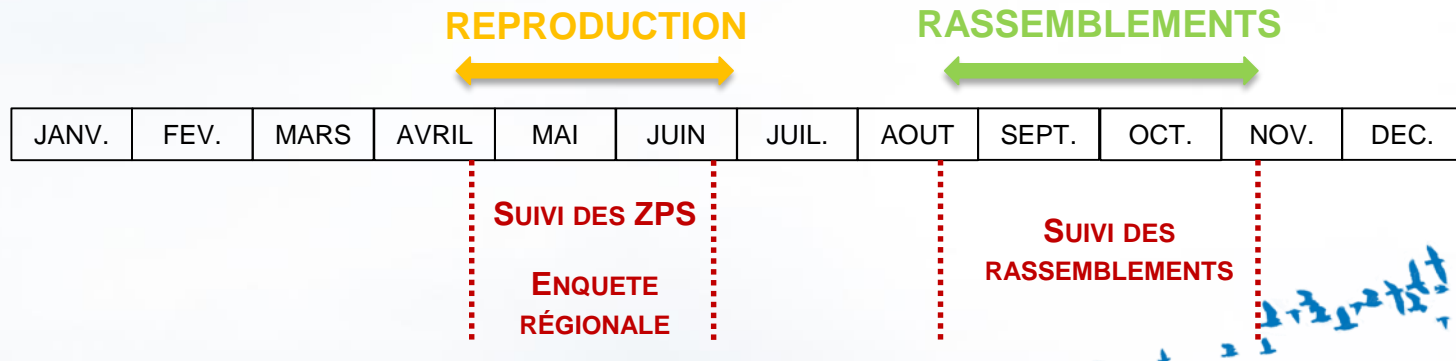 REPRODUCTION RASSEMBLEMENTS
JANV. FEV. MARS AVRIL MAI JUIN JUIL. AOUT SEPT. OCT. NOV. DEC.
SUIVI DES ZPS
ENQUETE
RÉGIONALE
SUIVI DES
RASSEMBLEMENTS